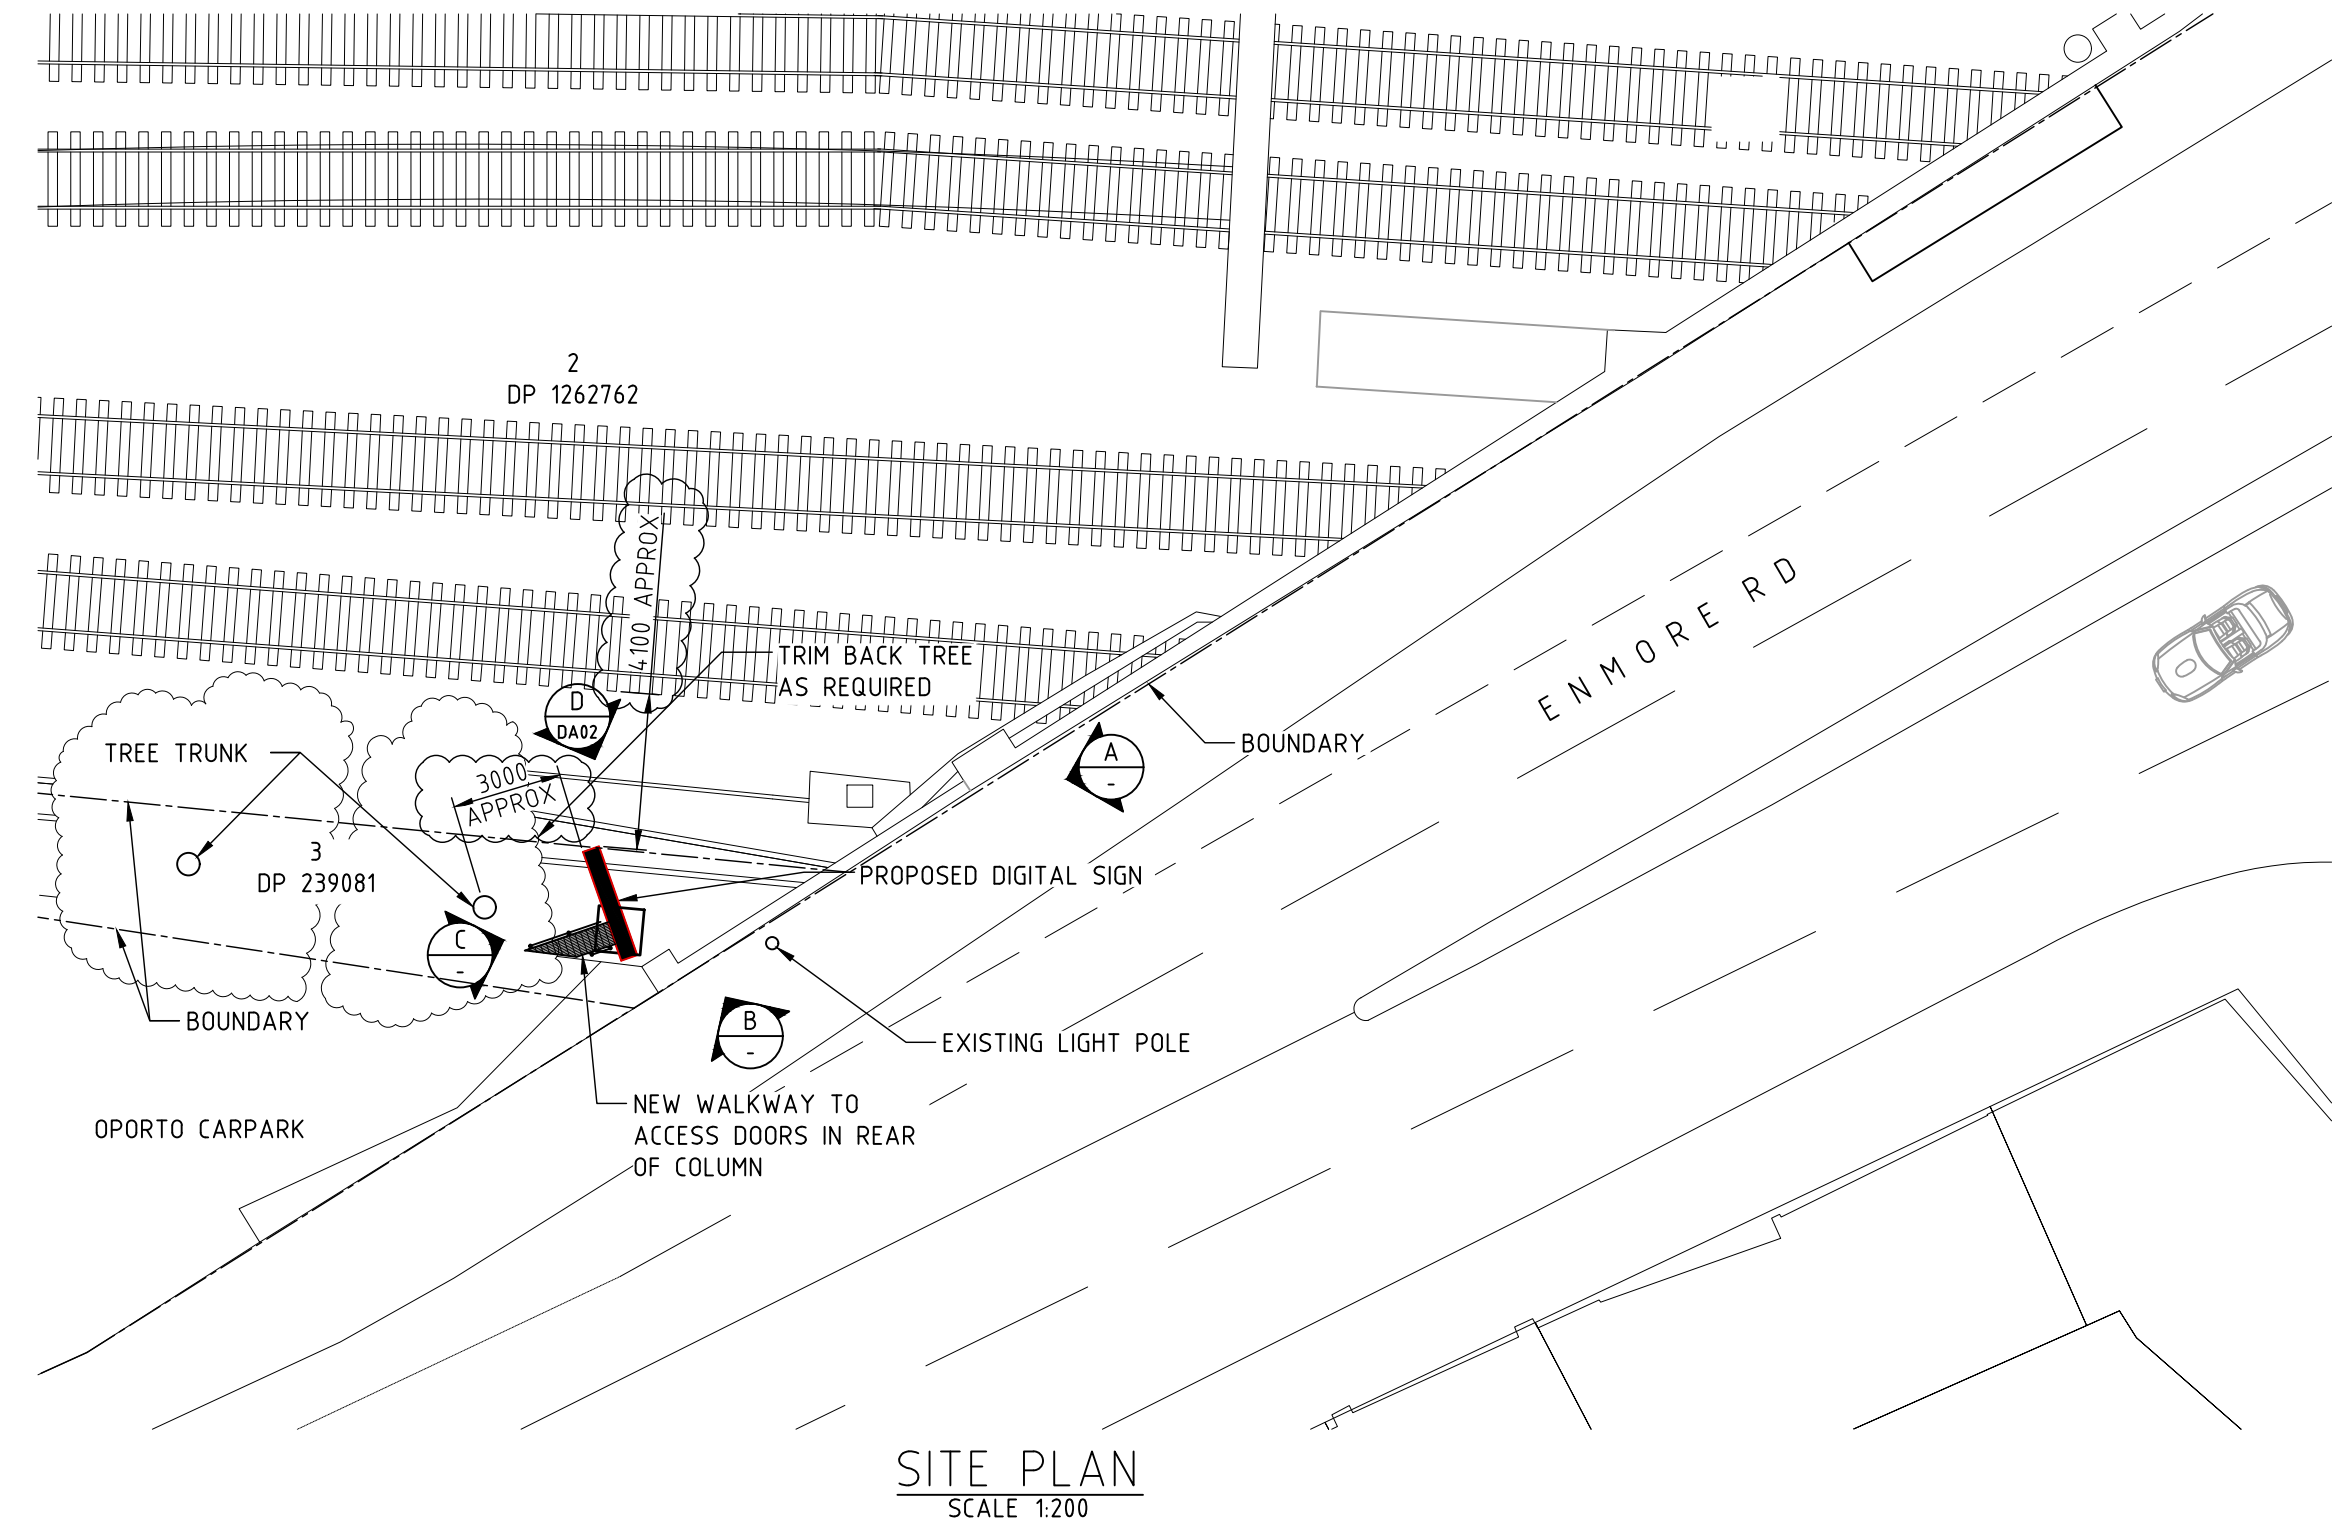 2
DP 1262762
4100 APPROX
TRIM BACK TREE
AS REQUIRED
D
DA02
TREE TRUNK
3000
APPROX
A
-
BOUNDARY
ENMORE RD
3
DP 239081
PROPOSED DIGITAL SIGN
C
-
BOUNDARY
B
-
EXISTING LIGHT POLE
NEW WALKWAY TO
ACCESS DOORS IN REAR
OF COLUMN
OPORTO CARPARK
SITE PLAN
SCALE 1:200